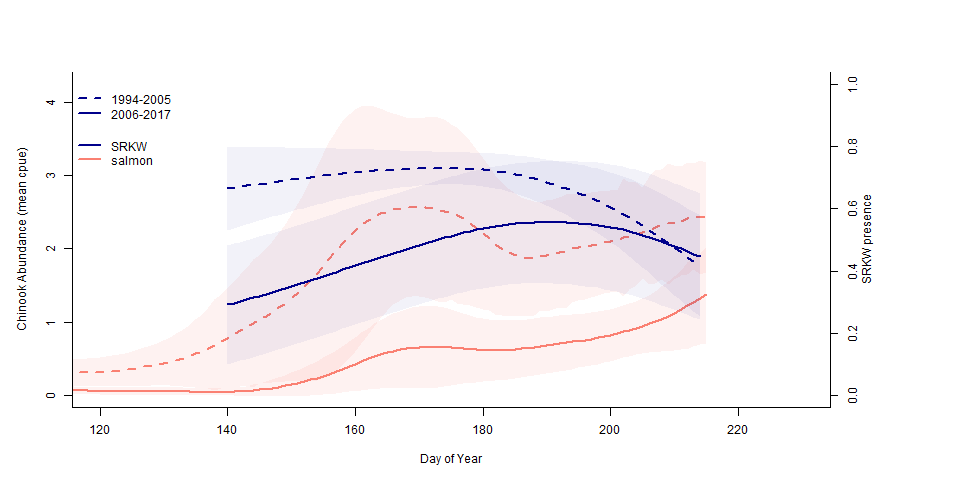 1994-2005
2006-2017
SRKW
salmon
Chinook Abundance (mean cpue)
4
3
2
1
0
1.0
0.8
0.6
0.4
0.2
0.0
SRKW presence
120 140 160 180 200 220
Day of Year